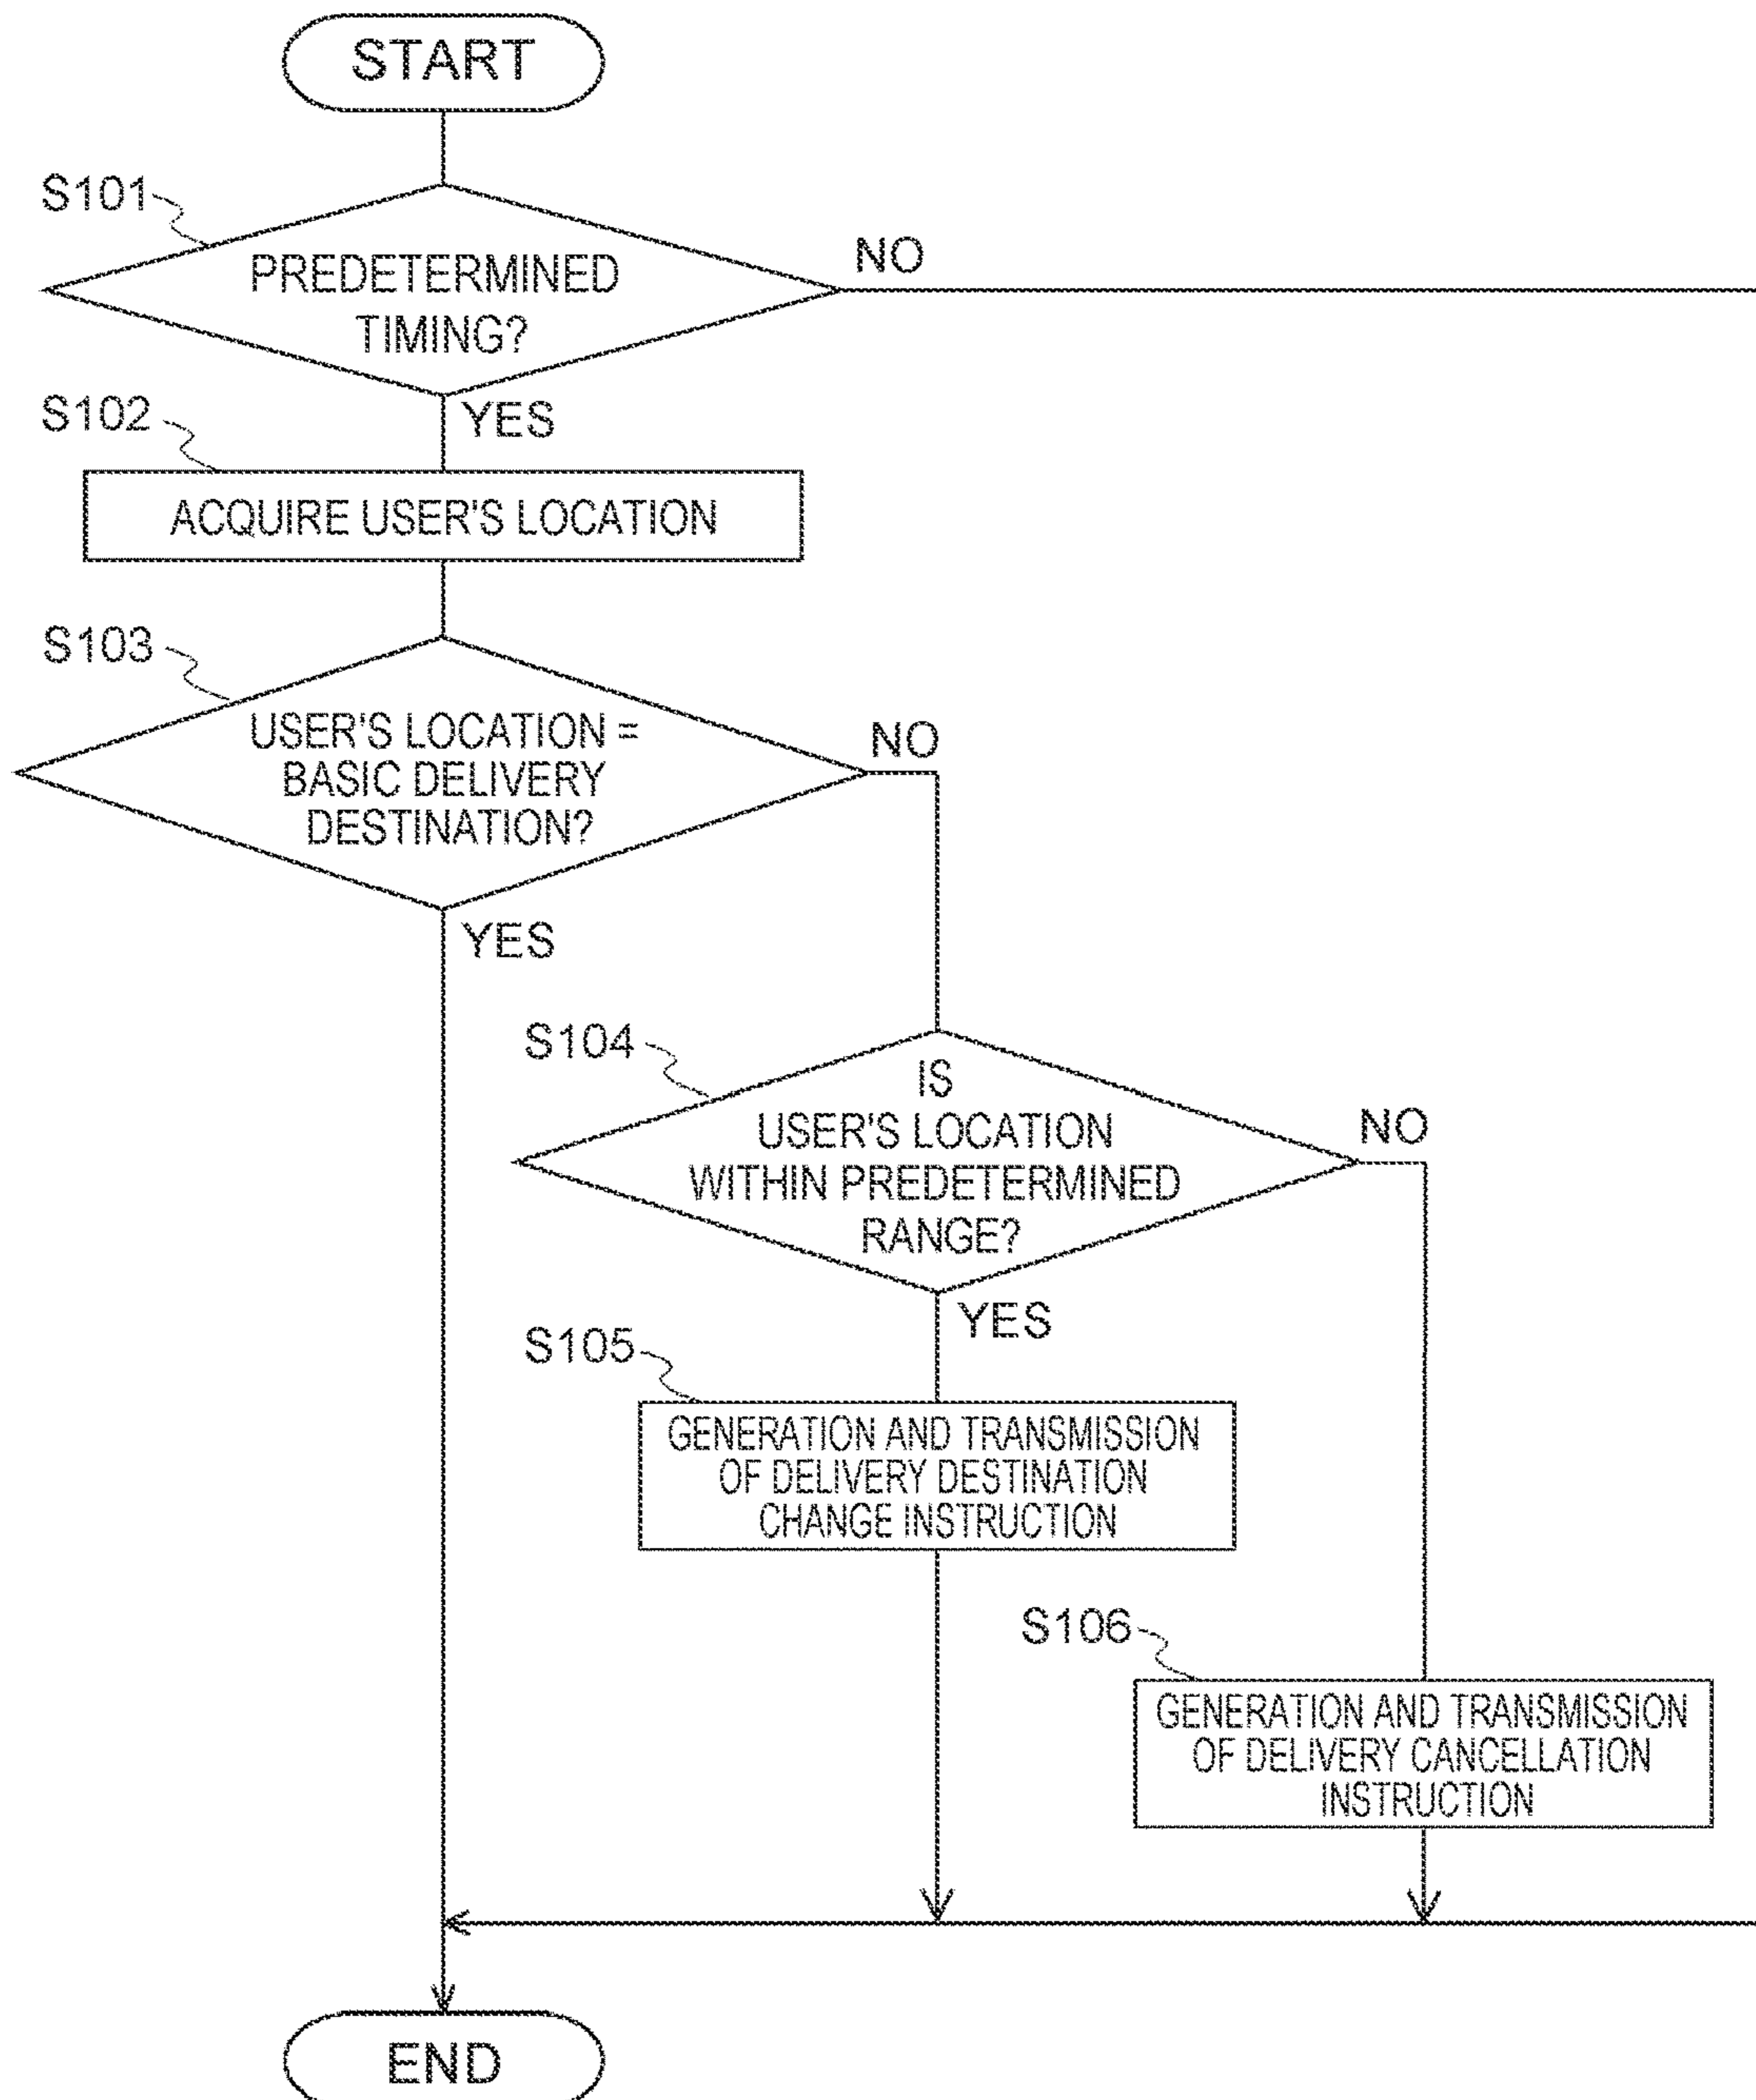 START
S101
PREDETERMINED
TIMING?
NO
YES
S102
ACQUIRE USER'S LOCATION
S103
USER'S LOCATION =
BASIC DELIVERY
DESTINATION?
NO
YES
S104
IS
USER'S LOCATION
WITHIN PREDETERMINED
RANGE?
NO
YES
S105
GENERATION AND TRANSMISSION
OF DELIVERY DESTINATION
CHANGE INSTRUCTION
S106
GENERATION AND TRANSMISSION
OF DELIVERY CANCELLATION
INSTRUCTION
END